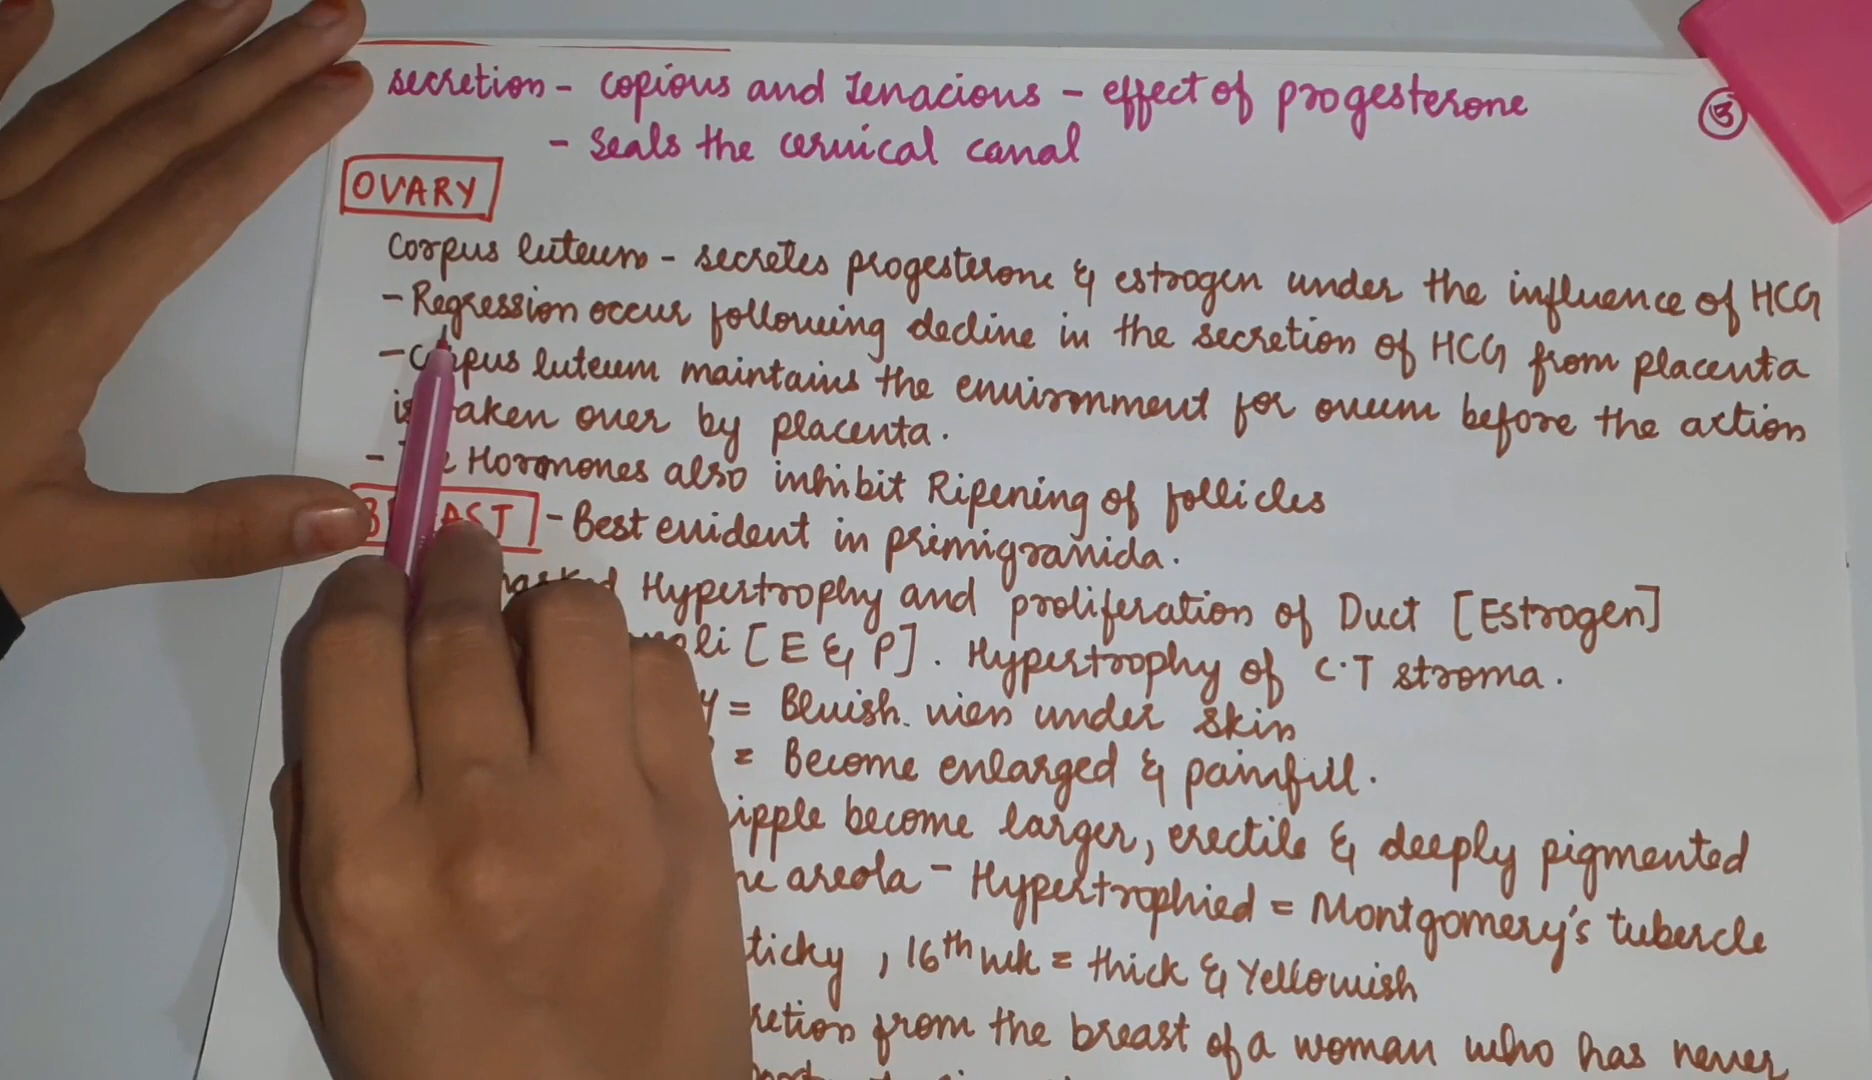 secretion - copious and Tenacious - effect of progesterone
- seals the cervical canal
3
OVARY
Corpus luteum - secretes progesterone & estrogen under the influence of HCG
- Regression occur following decline in the secretion of HCG from placenta
- Corpus luteum maintains the environment for ovum before the action
is taken over by placenta.
- Hormones also inhibit Ripening of follicles
BREAST - Best evident in primigravida.
Hypertrophy and proliferation of Duct [Estrogen]
[E & P]. Hypertrophy of C.T stroma.
= Bluish. vien under skin
= Become enlarged & painfull.
become larger, erectile & deeply pigmented
areola - Hypertrophied = Montgomery's tubercle
, 16th wk = thick & Yellowish
from the breast of a woman who has never